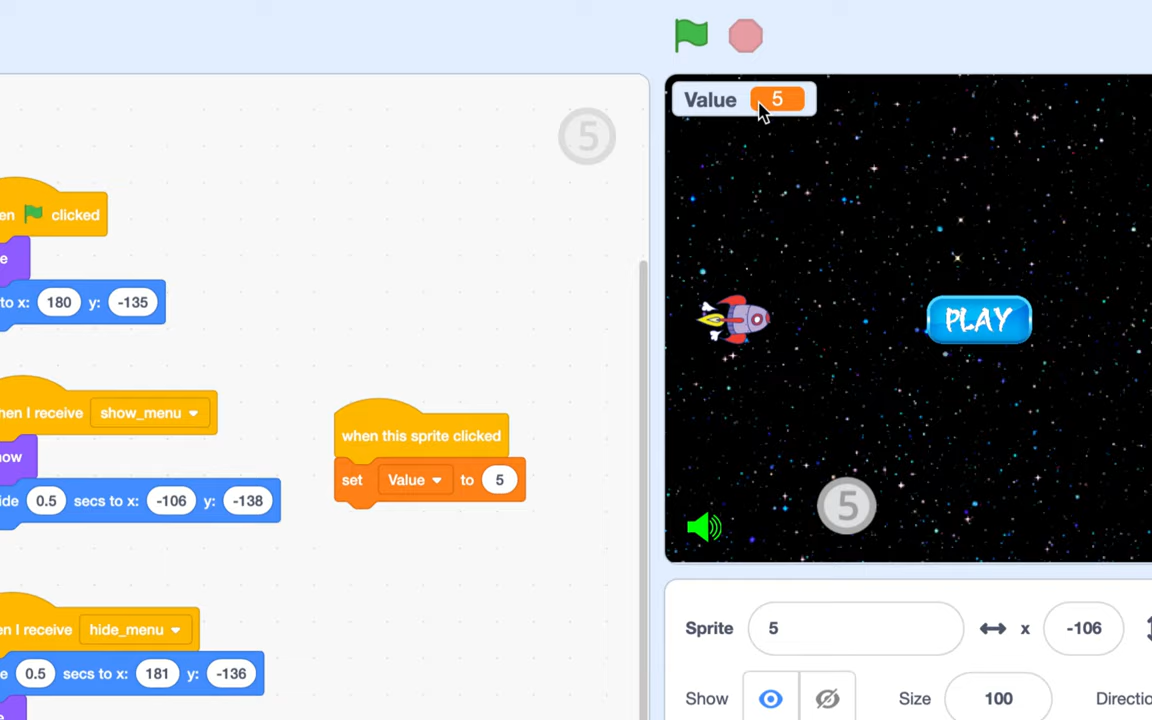 Value 5
5
en clicked
e
to x: 180 y: -135
hen I receive show_menu
how
ide 0.5 secs to x: -106 y: -138
when this sprite clicked
set Value to 5
en I receive hide_menu
e 0.5 secs to x: 181 y: -136
PLAY
5
Sprite 5 x -106
Show Size 100 Directio